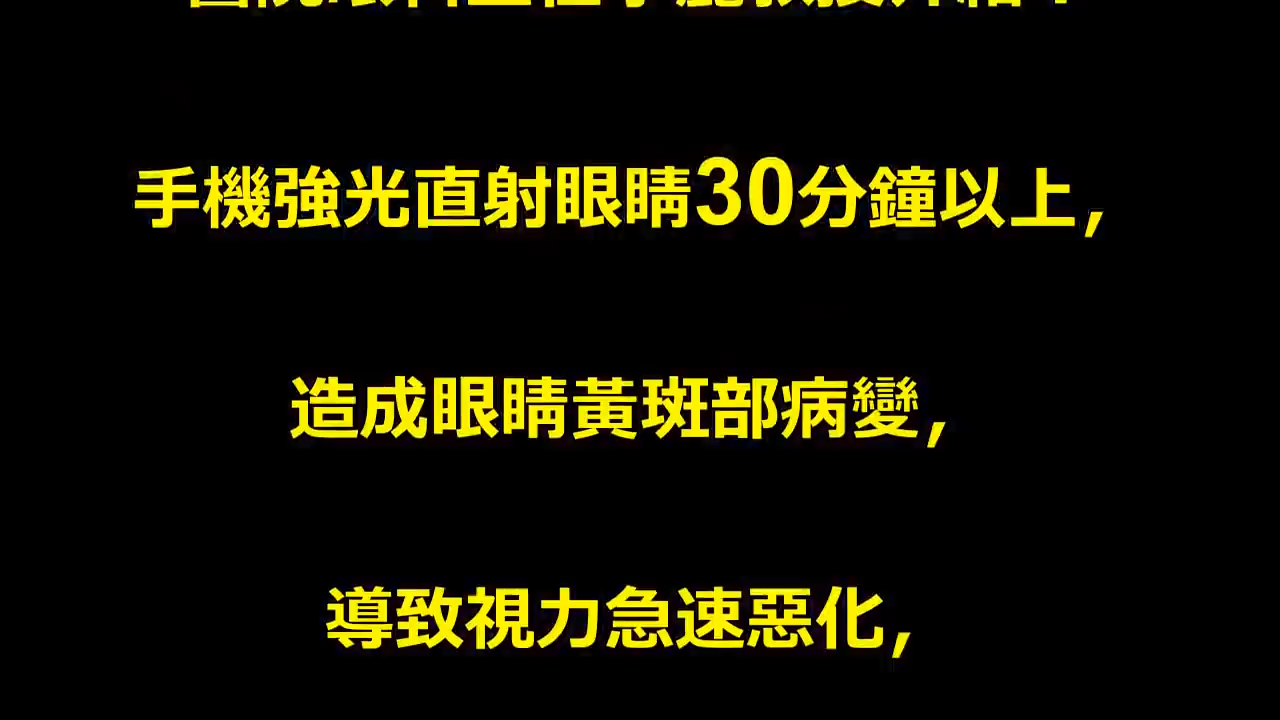 手機強光直射眼睛30分鐘以上，
造成眼睛黃斑部病變，
導致視力急速惡化，